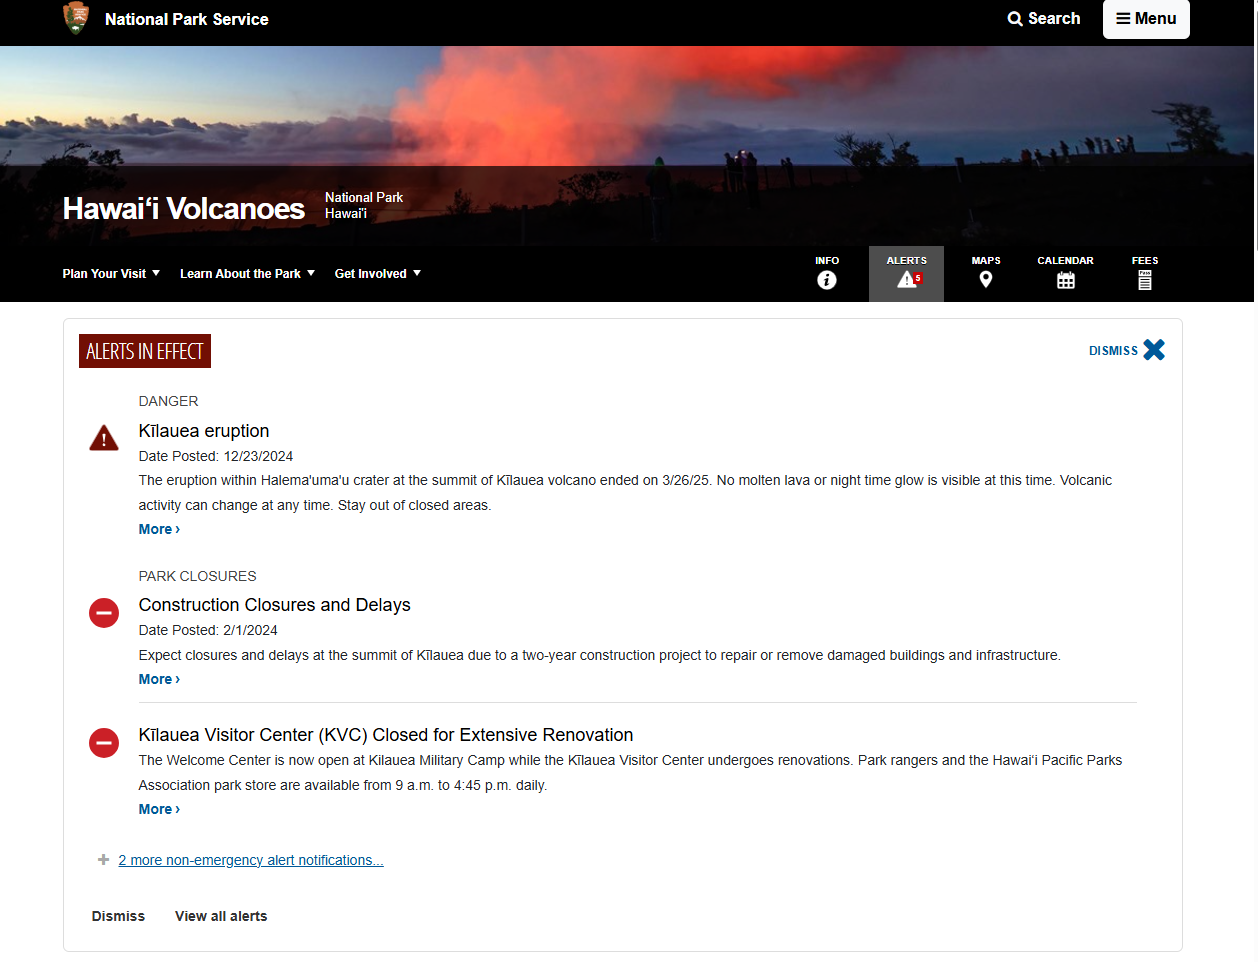 National Park Service
Search
Menu
Hawaiʻi Volcanoes
National Park
Hawai'i
Plan Your Visit
Learn About the Park
Get Involved
INFO
ALERTS
5
MAPS
CALENDAR
FEES
ALERTS IN EFFECT
DISMISS
DANGER
Kīlauea eruption
Date Posted: 12/23/2024
The eruption within Halema'uma'u crater at the summit of Kīlauea volcano ended on 3/26/25. No molten lava or night time glow is visible at this time. Volcanic
activity can change at any time. Stay out of closed areas.
More ›
PARK CLOSURES
Construction Closures and Delays
Date Posted: 2/1/2024
Expect closures and delays at the summit of Kīlauea due to a two-year construction project to repair or remove damaged buildings and infrastructure.
More ›
Kīlauea Visitor Center (KVC) Closed for Extensive Renovation
The Welcome Center is now open at Kilauea Military Camp while the Kīlauea Visitor Center undergoes renovations. Park rangers and the Hawaiʻi Pacific Parks
Association park store are available from 9 a.m. to 4:45 p.m. daily.
More ›
2 more non-emergency alert notifications...
Dismiss
View all alerts